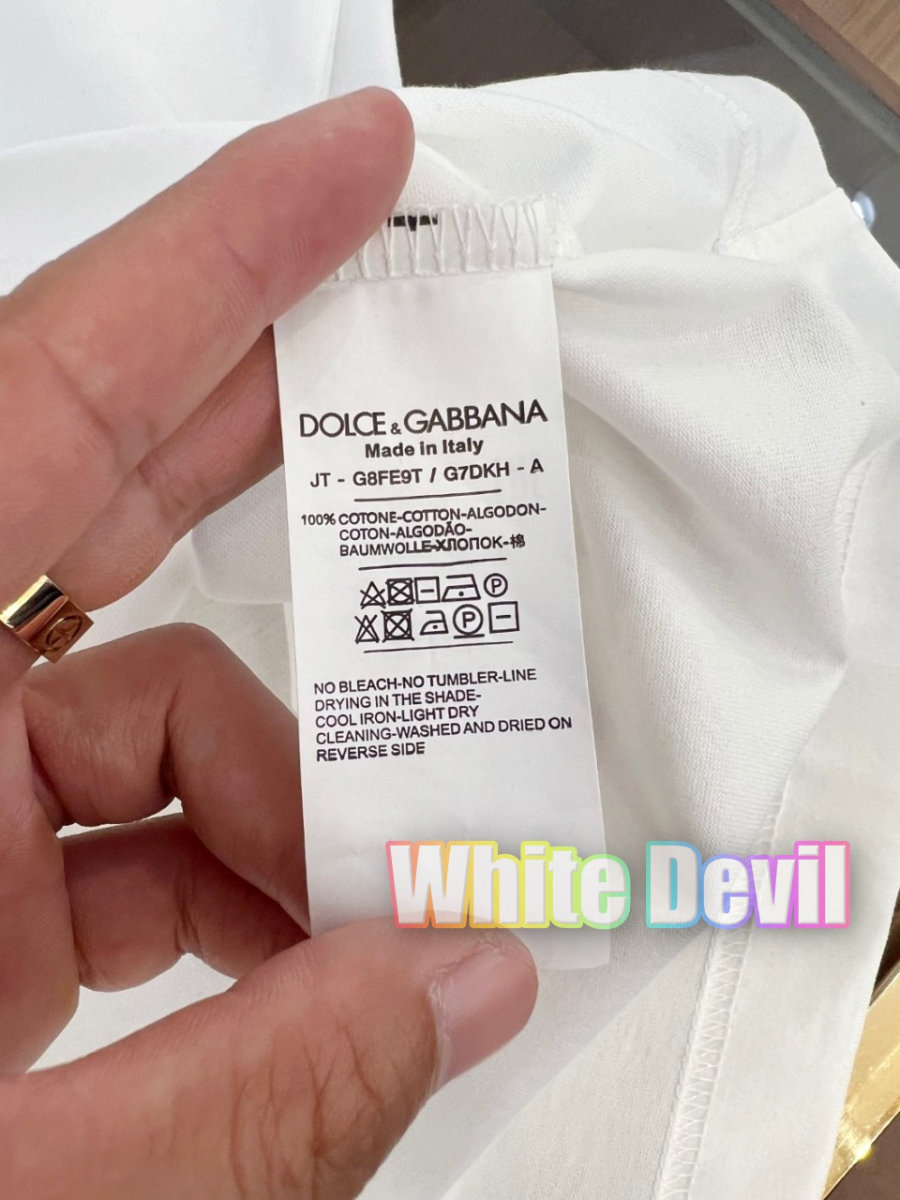 DOLCE & GABBANA
Made in Italy
JT - G8FE9T / G7DKH - A
100% COTONE-COTTON-ALGODON-
COTON-ALGODÃO-
BAUMWOLLE-ХЛОПОК-棉
NO BLEACH-NO TUMBLER-LINE
DRYING IN THE SHADE-
COOL IRON-LIGHT DRY
CLEANING-WASHED AND DRIED ON
REVERSE SIDE
White Devil